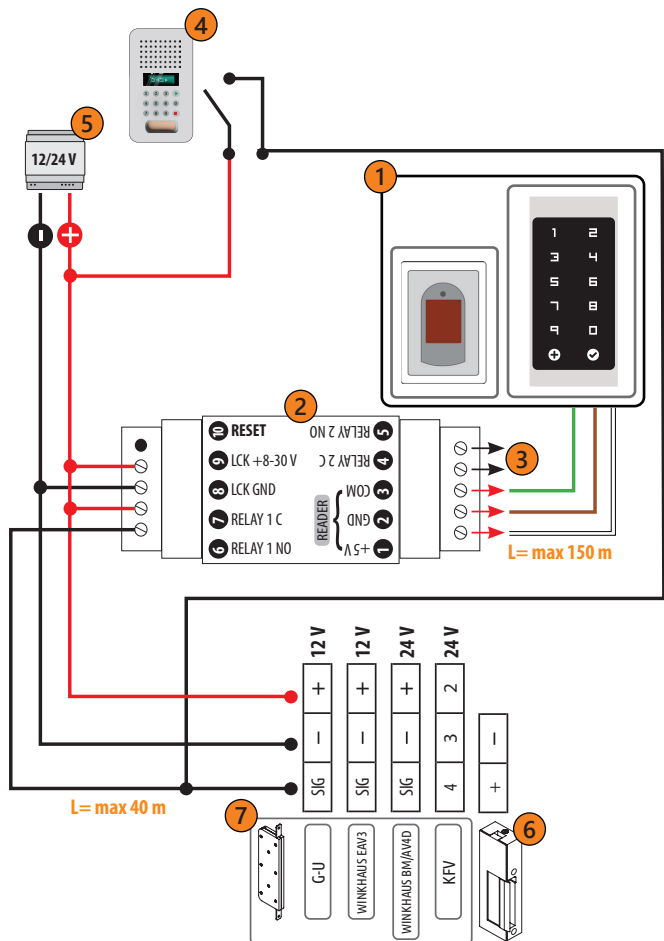 4
5
12/24 V
1
1 2
3 4
5 6
7 8
9 0
2
10 RESET
9 LCK +8-30 V
8 LCK GND
7 RELAY 1 C
6 RELAY 1 NO
5 RELAY 2 NO
4 RELAY 2 C
3 COM
2 GND
1 +5V
READER
3
L= max 150 m
12 V
12 V
24 V
24 V
+ + + 2
− − − 3 −
SIG SIG SIG 4 +
L= max 40 m
7
G-U
WINKHAUS EAV3
WINKHAUS BM/AV4D
KFV
6